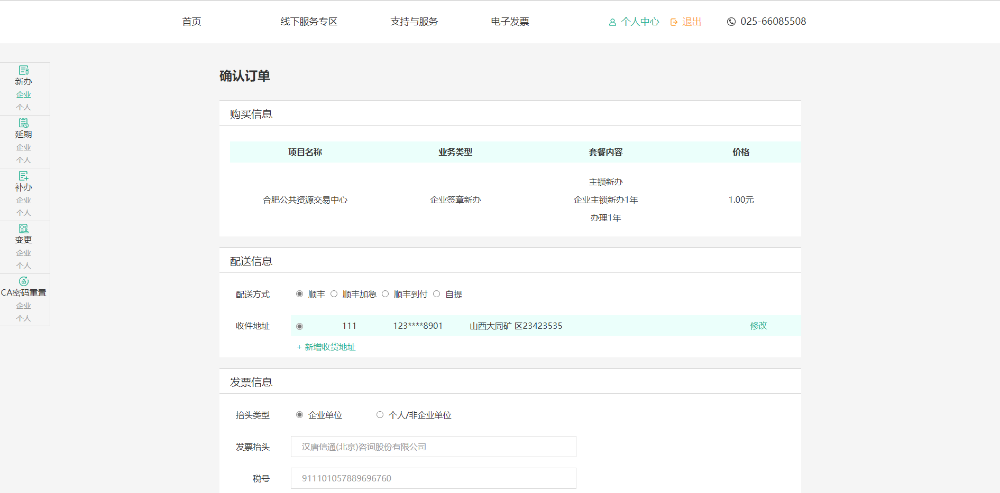 首页 线下服务专区 支持与服务 电子发票 个人中心 退出 025-66085508
新办
企业
个人
延期
企业
个人
补办
企业
个人
变更
企业
个人
CA密码重置
企业
个人
确认订单
购买信息
项目名称 业务类型 套餐内容 价格
主锁新办
合肥公共资源交易中心 企业签章新办 企业主锁新办1年 1.00元
办理1年
配送信息
配送方式 顺丰 顺丰加急 顺丰到付 自提
收件地址 111 123****8901 山西大同矿 区23423535 修改
+ 新增收货地址
发票信息
抬头类型 企业单位 个人/非企业单位
发票抬头 汉唐信通(北京)咨询股份有限公司
税号 911101057889696760